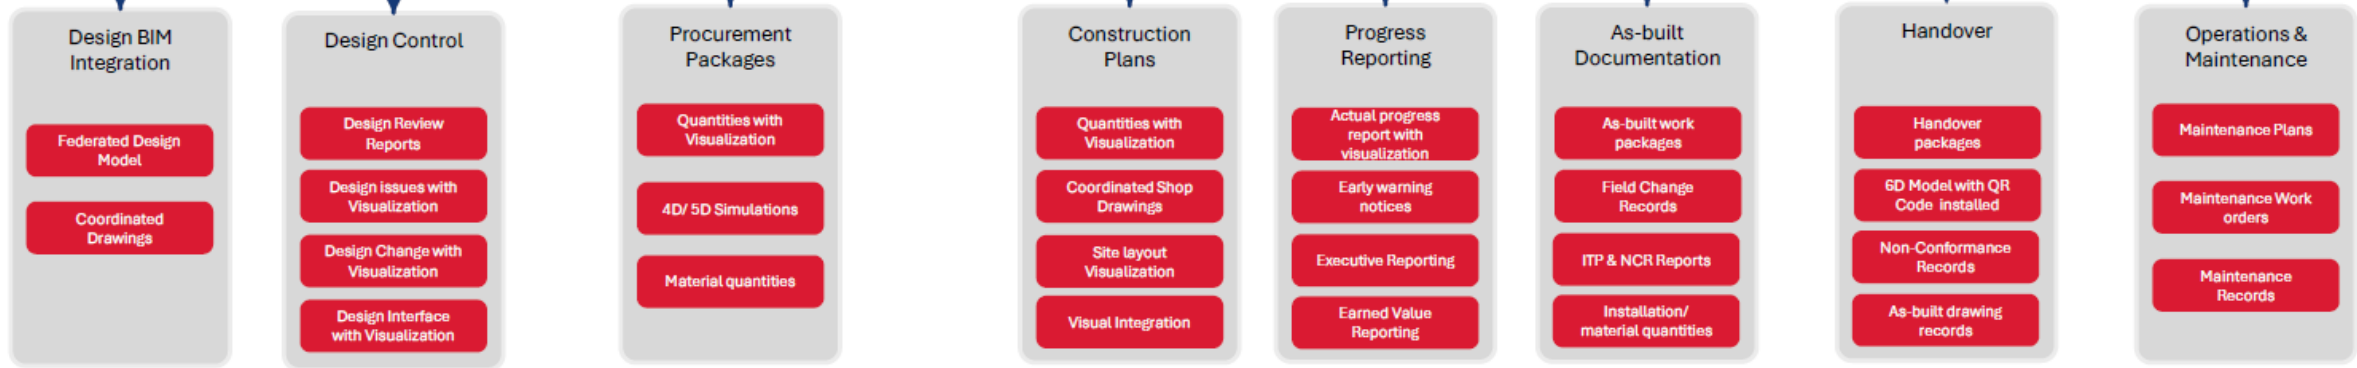 Design BIM
Integration
Federated Design
Model
Coordinated
Drawings
Design Control
Design Review
Reports
Design issues with
Visualization
Design Change with
Visualization
Design Interface
with Visualization
Procurement
Packages
Quantities with
Visualization
4D/ 5D Simulations
Material quantities
Construction
Plans
Quantities with
Visualization
Coordinated Shop
Drawings
Site layout
Visualization
Visual Integration
Progress
Reporting
Actual progress
report with
visualization
Early warning
notices
Executive Reporting
Earned Value
Reporting
As-built
Documentation
As-built work
packages
Field Change
Records
ITP & NCR Reports
Installation/
material quantities
Handover
Handover
packages
6D Model with QR
Code installed
Non-Conformance
Records
As-built drawing
records
Operations &
Maintenance
Maintenance Plans
Maintenance Work
orders
Maintenance
Records